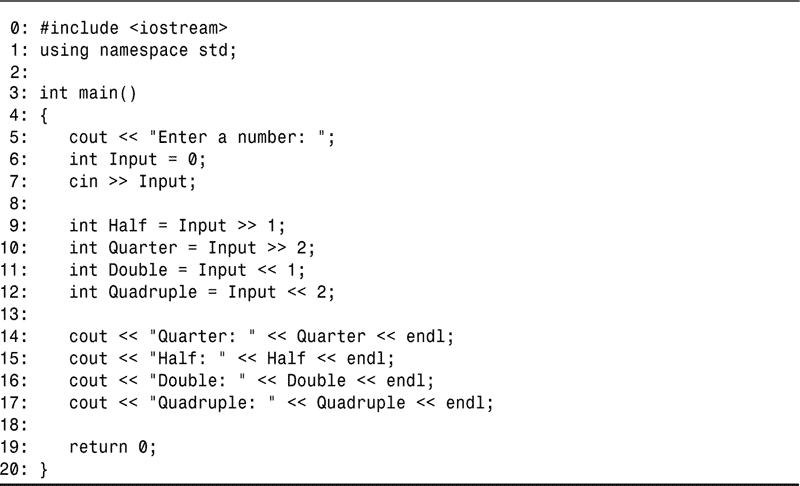 0: #include <iostream>
1: using namespace std;
2:
3: int main()
4: {
5:    cout << "Enter a number: ";
6:    int Input = 0;
7:    cin >> Input;
8:
9:    int Half = Input >> 1;
10:    int Quarter = Input >> 2;
11:    int Double = Input << 1;
12:    int Quadruple = Input << 2;
13:
14:    cout << "Quarter: " << Quarter << endl;
15:    cout << "Half: " << Half << endl;
16:    cout << "Double: " << Double << endl;
17:    cout << "Quadruple: " << Quadruple << endl;
18:
19:    return 0;
20: }